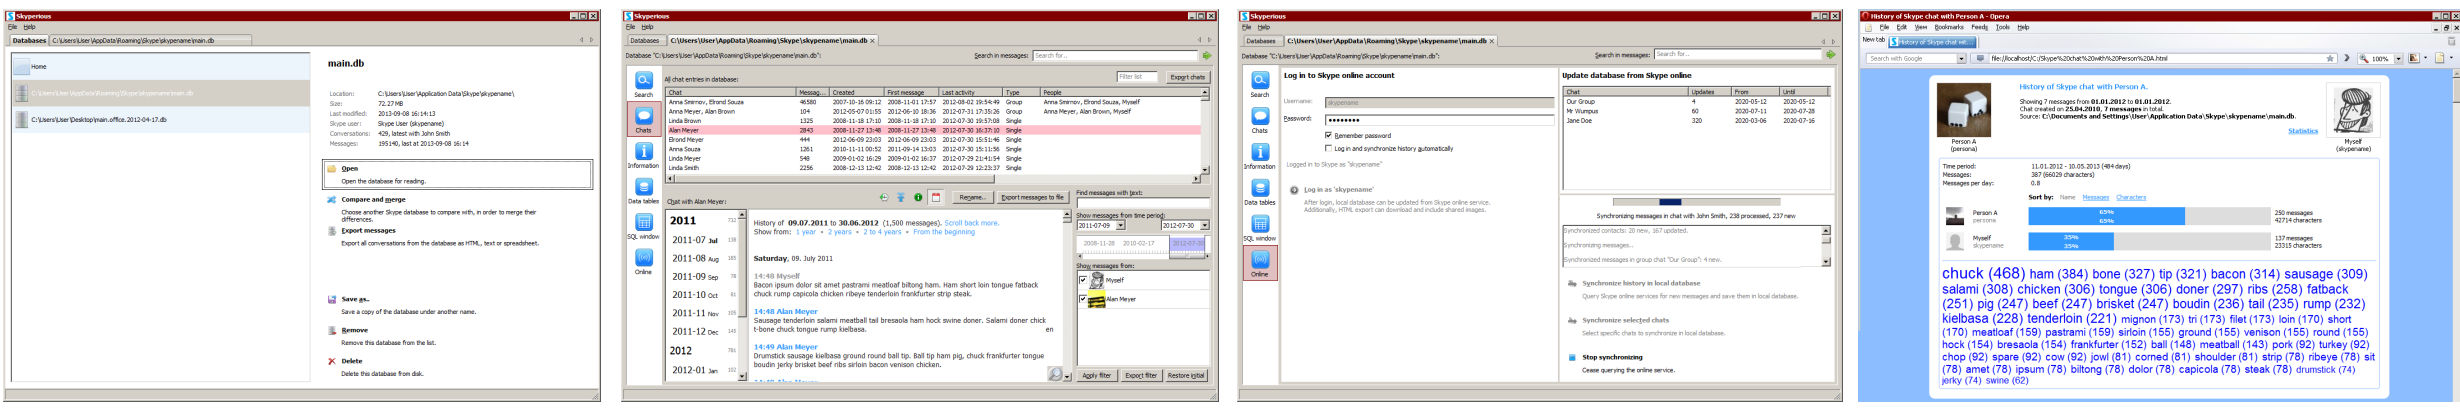 Skyperious
File Help
Databases C:\Users\User\AppData\Roaming\Skype\skypename\main.db
Home
C:\Users\User\AppData\Roaming\Skype\skypename\main.db
C:\Users\User\Desktop\main.office.2012-04-17.db
main.db
Location: C:\Users\User\Application Data\Skype\skypename\
Size: 72.27 MB
Last modified: 2013-09-08 16:14:13
Skype user: Skype User (skypename)
Conversations: 429, latest with John Smith
Messages: 195140, last at 2013-09-08 16:14
Open
Open the database for reading.
Compare and merge
Choose another Skype database to compare with, in order to merge their
differences.
Export messages
Export all conversations from the database as HTML, text or spreadsheet.
Save as..
Save a copy of the database under another name.
Remove
Remove this database from the list.
Delete
Delete this database from disk.
Skyperious
File Help
Databases C:\Users\User\AppData\Roaming\Skype\skypename\main.db ×
Database "C:\Users\User\AppData\Roaming\Skype\skypename\main.db": Search in messages: Search for...
Search
Chats
Information
Data tables
SQL window
Online
All chat entries in database: Filter list Export chats
Chat Messag... Created First message Last activity Type People
Anna Smirnov, Elrond Souza 46580 2007-10-16 09:12 2008-11-01 17:57 2012-08-02 19:54:49 Group Anna Smirnov, Elrond Souza, Myself
Anna Meyer, Alan Brown 104 2012-05-07 01:55 2012-06-10 18:36 2012-07-31 17:35:26 Group Anna Meyer, Alan Brown, Myself
Linda Brown 1325 2008-11-18 17:10 2008-11-18 17:10 2012-07-30 19:57:08 Single
Alan Meyer 2843 2008-11-27 13:48 2008-11-27 13:48 2012-07-30 16:37:10 Single
Elrond Meyer 444 2012-06-09 23:03 2012-06-09 23:03 2012-07-30 15:51:46 Single
Anna Souza 1261 2010-11-11 00:52 2011-09-14 13:03 2012-07-30 15:11:56 Single
Linda Meyer 548 2009-01-02 16:29 2009-01-02 16:37 2012-07-29 21:41:54 Single
Linda Smith 2256 2008-12-13 12:42 2008-12-13 12:42 2012-07-29 12:23:37 Single
Chat with Alan Meyer: Rename... Export messages to file
2011 732
2011-07 Jul 138
2011-08 Aug 185
2011-09 Sep 78
2011-10 Oct 81
2011-11 Nov 105
2011-12 Dec 145
2012 781
2012-01 Jan 102
History of 09.07.2011 to 30.06.2012 (1,500 messages). Scroll back more.
Show from: 1 year • 2 years • 2 to 4 years • From the beginning
Saturday, 09. July 2011
14:48 Myself
Bacon ipsum dolor sit amet pastrami meatloaf biltong ham. Ham short loin tongue fatback
chuck rump capicola chicken ribeye tenderloin frankfurter strip steak.
14:48 Alan Meyer
Sausage tenderloin salami meatball tail bresaola ham hock swine doner. Salami doner chick
t-bone chuck tongue rump kielbasa. en
14:49 Alan Meyer
Drumstick sausage kielbasa ground round ball tip. Ball tip ham pig, chuck frankfurter tongue
boudin jerky brisket beef ribs sirloin bacon venison chicken.
Find messages with text:
Show messages from time period:
2011-07-09 2012-07-30
2008-11-28 2010-02-17 2012-07-30
Show messages from:
Myself
Alan Meyer
Apply filter Export filter Restore initial
Skyperious
File Help
Databases C:\Users\User\AppData\Roaming\Skype\skypename\main.db ×
Database "C:\Users\User\AppData\Roaming\Skype\skypename\main.db": Search in messages: Search for...
Search
Chats
Information
Data tables
SQL window
Online
Log in to Skype online account
Username: skypename
Password:
Remember password
Log in and synchronize history automatically
Logged in to Skype as "skypename"
Log in as 'skypename'
After login, local database can be updated from Skype online service.
Additionally, HTML export can download and include shared images.
Update database from Skype online
Chat Updates From Until
Our Group 4 2020-05-12 2020-05-12
Mr Wumpus 60 2020-07-11 2020-07-12
Jane Doe 320 2020-03-06 2020-07-16
Synchronizing messages in chat with John Smith, 238 processed, 237 new
Synchronized contacts: 20 new, 167 updated.
Synchronizing messages..
Synchronized messages in group chat "Our Group": 4 new.
Synchronize history in local database
Query Skype online services for new messages and save them in local database.
Synchronize selected chats
Select specific chats to synchronize in local database.
Stop synchronizing
Cease querying the online service.
History of Skype chat with Person A - Opera
File Edit View Bookmarks Feeds Tools Help
New tab History of Skype chat wit...
Search with Google file://localhost/C:/Skype%20chat%20with%20Person%20A.html 100%
Person A
(persona)
History of Skype chat with Person A.
Showing 7 messages from 01.01.2012 to 01.01.2012.
Chat created on 25.04.2010, 7 messages in total.
Source: C:\Documents and Settings\User\Application Data\Skype\skypename\main.db.
Statistics
Myself
(skypename)
Time period: 11.01.2012 - 10.05.2013 (484 days)
Messages: 387 (66029 characters)
Messages per day: 0.8
Sort by: Name Messages Characters
Person A
persona
65%
65%
250 messages
42714 characters
Myself
skypename
35%
35%
137 messages
23315 characters
chuck (468) ham (384) bone (327) tip (321) bacon (314) sausage (309)
salami (308) chicken (306) tongue (306) doner (297) ribs (258) fatback
(251) pig (247) beef (247) brisket (247) boudin (236) tail (235) rump (232)
kielbasa (228) tenderloin (221) mignon (173) tri (173) filet (173) loin (170) short
(170) meatloaf (159) pastrami (159) sirloin (155) ground (155) venison (155) round (155)
hock (154) bresaola (154) frankfurter (152) ball (148) meatball (143) pork (92) turkey (92)
chop (92) spare (92) cow (92) jowl (81) corned (81) shoulder (81) strip (78) ribeye (78) sit
(78) amet (78) ipsum (78) biltong (78) dolor (78) capicola (78) steak (78) drumstick (74)
jerky (74) swine (62)